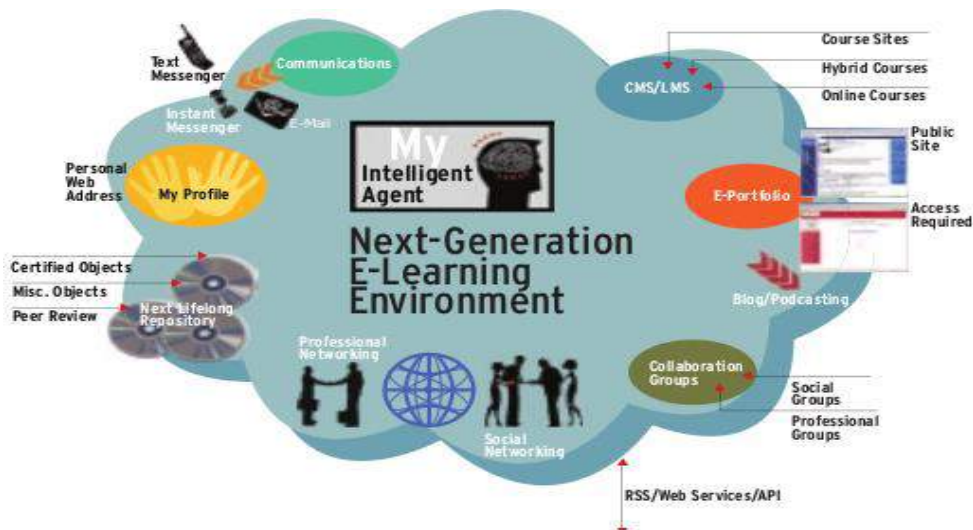 Text
Messenger
Communications
Instant
Messenger
E-Mail
Personal
Web
Address
My Profile
Certified Objects
Misc. Objects
Peer Review
Next Lifelong
Repository
My
Intelligent
Agent
Next-Generation
E-Learning
Environment
Professional
Networking
Social
Networking
CMS/LMS
Course Sites
Hybrid Courses
Online Courses
E-Portfolio
Public
Site
Access
Required
Blog/Podcasting
Collaboration
Groups
Social
Groups
Professional
Groups
RSS/Web Services/API